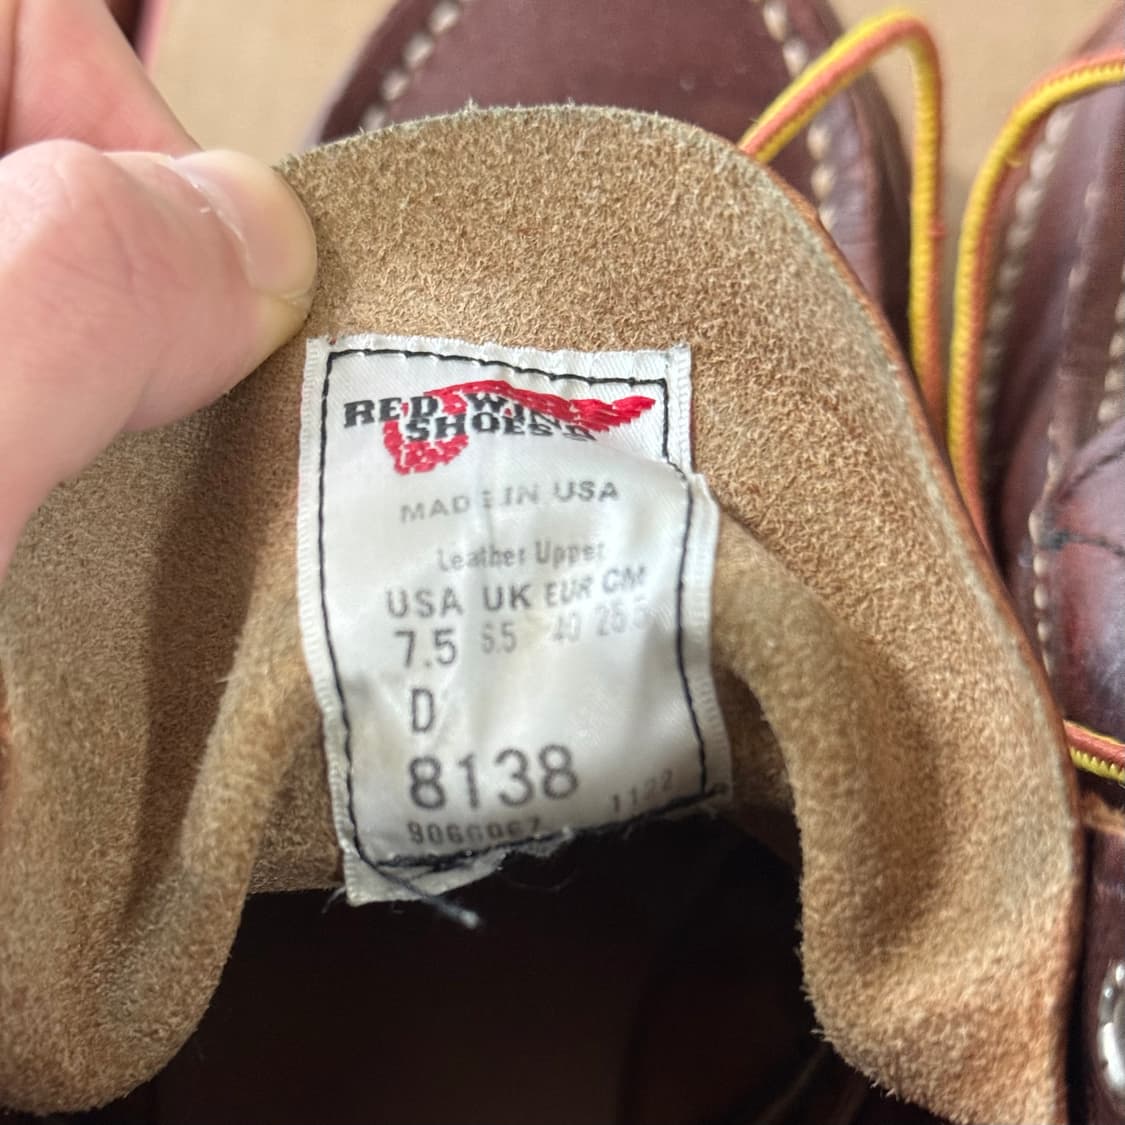 RED WING
SHOES
MADE IN USA
Leather Upper
USA UK EUR CM
7.5 6.5 40 25.5
D
8138
1122